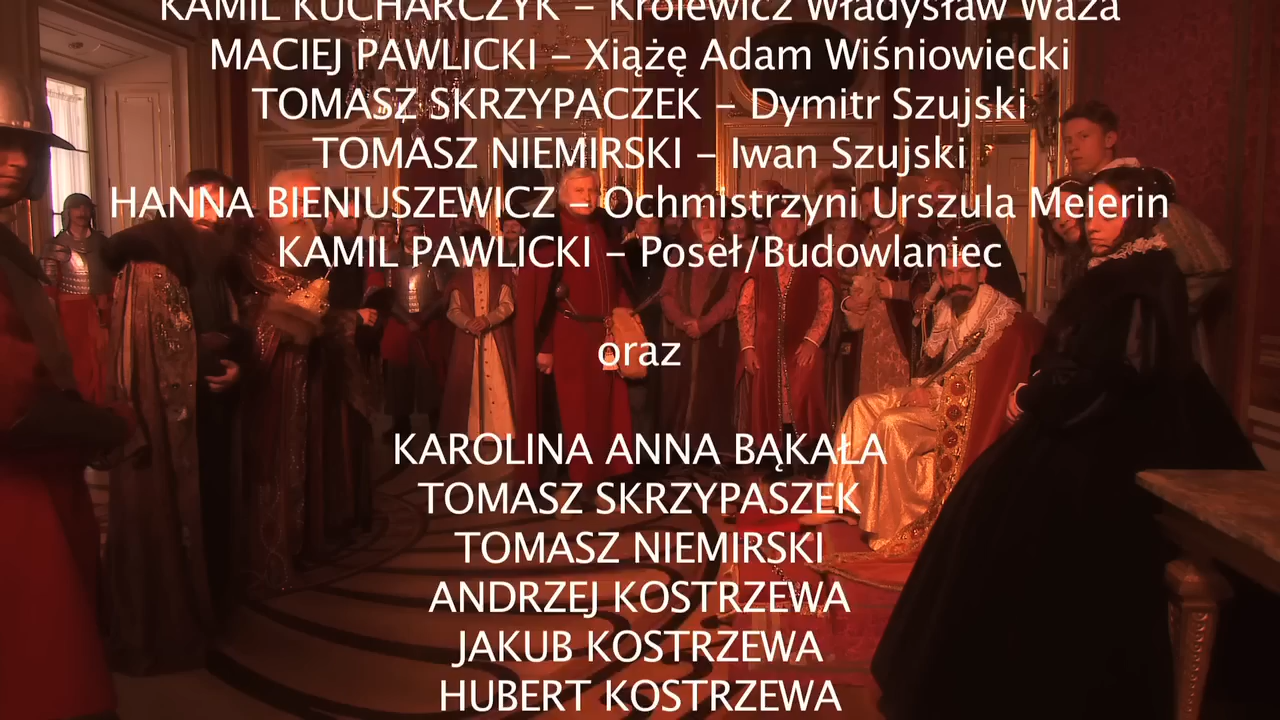 KAMIL KUCHARCZYK – Królewicz Władysław Waza
MACIEJ PAWLICKI – Xiążę Adam Wiśniowiecki
TOMASZ SKRZYPACZEK – Dymitr Szujski
TOMASZ NIEMIRSKI – Iwan Szujski
HANNA BIENIUSZEWICZ – Ochmistrzyni Urszula Meierin
KAMIL PAWLICKI – Poseł/Budowlaniec
oraz
KAROLINA ANNA BĄKAŁA
TOMASZ SKRZYPASZEK
TOMASZ NIEMIRSKI
ANDRZEJ KOSTRZEWA
JAKUB KOSTRZEWA
HUBERT KOSTRZEWA